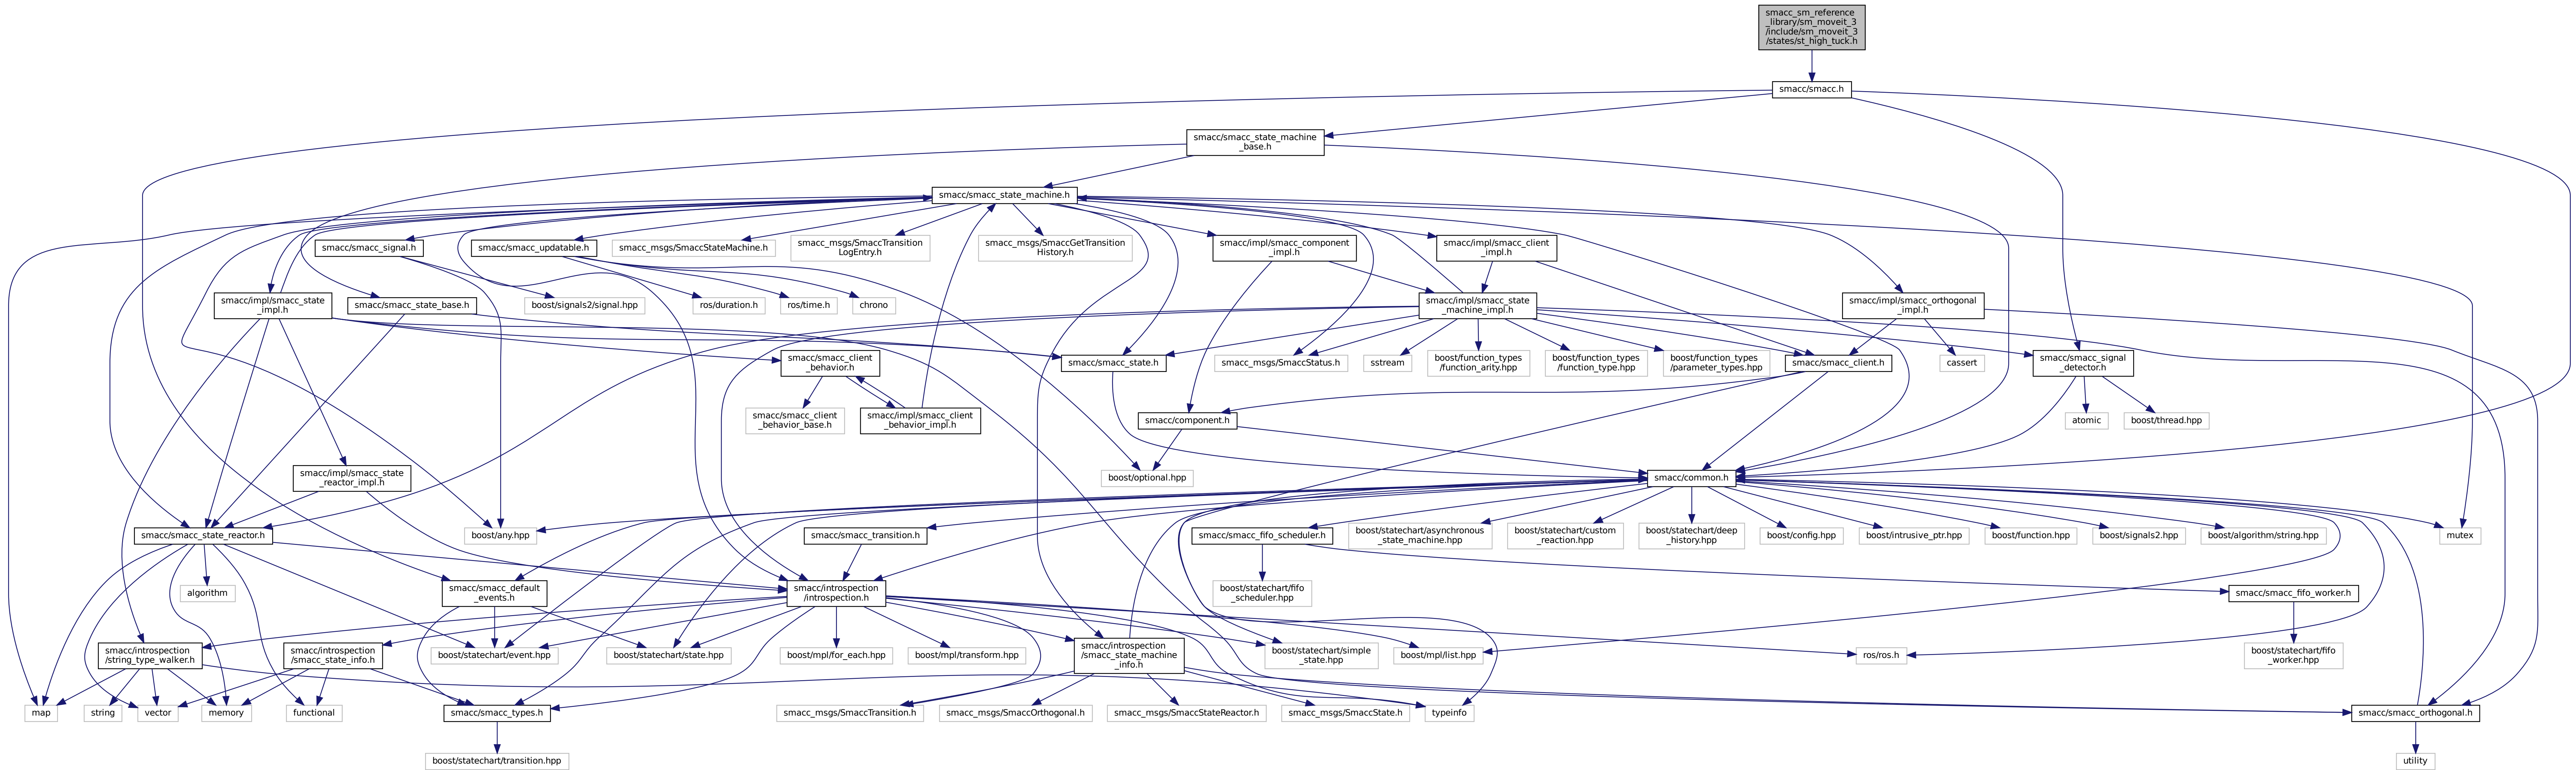 smacc_sm_reference
_library/sm_moveit_3
/include/sm_moveit_3
/states/st_high_tuck.h
smacc/smacc.h
smacc/smacc_state_machine
_base.h
smacc/smacc_state_machine.h
smacc/smacc_signal.h
smacc/smacc_updatable.h
smacc_msgs/SmaccStateMachine.h
smacc_msgs/SmaccTransition
LogEntry.h
smacc_msgs/SmaccGetTransition
History.h
smacc/impl/smacc_component
_impl.h
smacc/impl/smacc_client
_impl.h
smacc/impl/smacc_state
_impl.h
smacc/smacc_state_base.h
boost/signals2/signal.hpp
ros/duration.h
ros/time.h
chrono
smacc/impl/smacc_state
_machine_impl.h
smacc/impl/smacc_orthogonal
_impl.h
smacc/smacc_client
_behavior.h
smacc/smacc_state.h
smacc_msgs/SmaccStatus.h
sstream
boost/function_types
/function_arity.hpp
boost/function_types
/function_type.hpp
boost/function_types
/parameter_types.hpp
smacc/smacc_client.h
cassert
smacc/smacc_signal
_detector.h
smacc/smacc_client
_behavior_base.h
smacc/impl/smacc_client
_behavior_impl.h
smacc/component.h
atomic
boost/thread.hpp
smacc/impl/smacc_state
_reactor_impl.h
boost/optional.hpp
smacc/common.h
smacc/smacc_state_reactor.h
boost/any.hpp
smacc/smacc_transition.h
smacc/smacc_fifo_scheduler.h
boost/statechart/asynchronous
_state_machine.hpp
boost/statechart/custom
_reaction.hpp
boost/statechart/deep
_history.hpp
boost/config.hpp
boost/intrusive_ptr.hpp
boost/function.hpp
boost/signals2.hpp
boost/algorithm/string.hpp
mutex
algorithm
smacc/smacc_default
_events.h
smacc/introspection
/introspection.h
boost/statechart/fifo
_scheduler.hpp
smacc/smacc_fifo_worker.h
smacc/introspection
/string_type_walker.h
smacc/introspection
/smacc_state_info.h
boost/statechart/event.hpp
boost/statechart/state.hpp
boost/mpl/for_each.hpp
boost/mpl/transform.hpp
smacc/introspection
/smacc_state_machine
_info.h
boost/statechart/simple
_state.hpp
boost/mpl/list.hpp
ros/ros.h
boost/statechart/fifo
_worker.hpp
map
string
vector
memory
functional
smacc/smacc_types.h
smacc_msgs/SmaccTransition.h
smacc_msgs/SmaccOrthogonal.h
smacc_msgs/SmaccStateReactor.h
smacc_msgs/SmaccState.h
typeinfo
smacc/smacc_orthogonal.h
boost/statechart/transition.hpp
utility